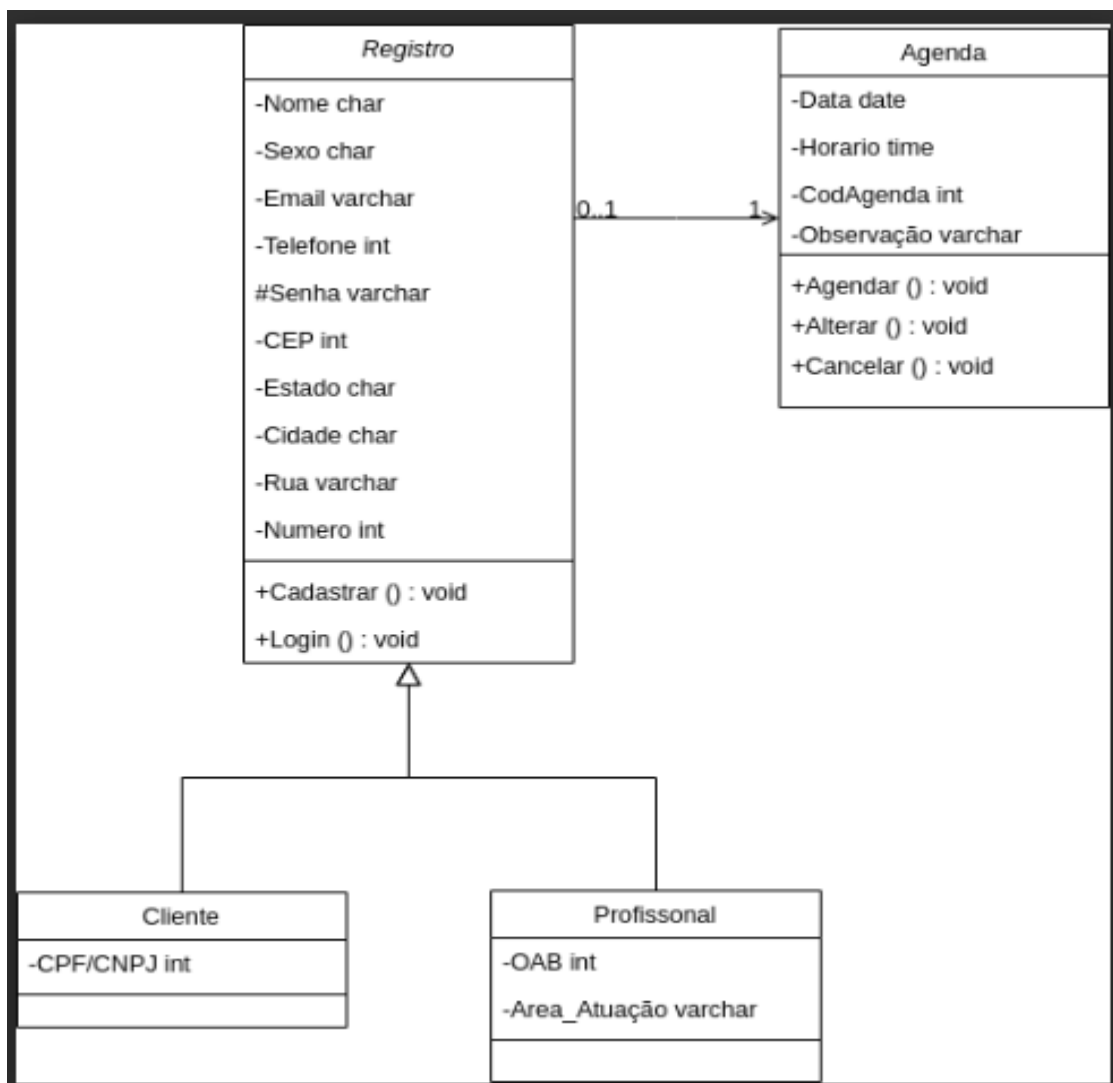 Registro
-Nome char
-Sexo char
-Email varchar
-Telefone int
#Senha varchar
-CEP int
-Estado char
-Cidade char
-Rua varchar
-Numero int
+Cadastrar () : void
+Login () : void
0..1
1
Agenda
-Data date
-Horario time
-CodAgenda int
-Observação varchar
+Agendar () : void
+Alterar () : void
+Cancelar () : void
Cliente
-CPF/CNPJ int
Profissonal
-OAB int
-Area_Atuação varchar